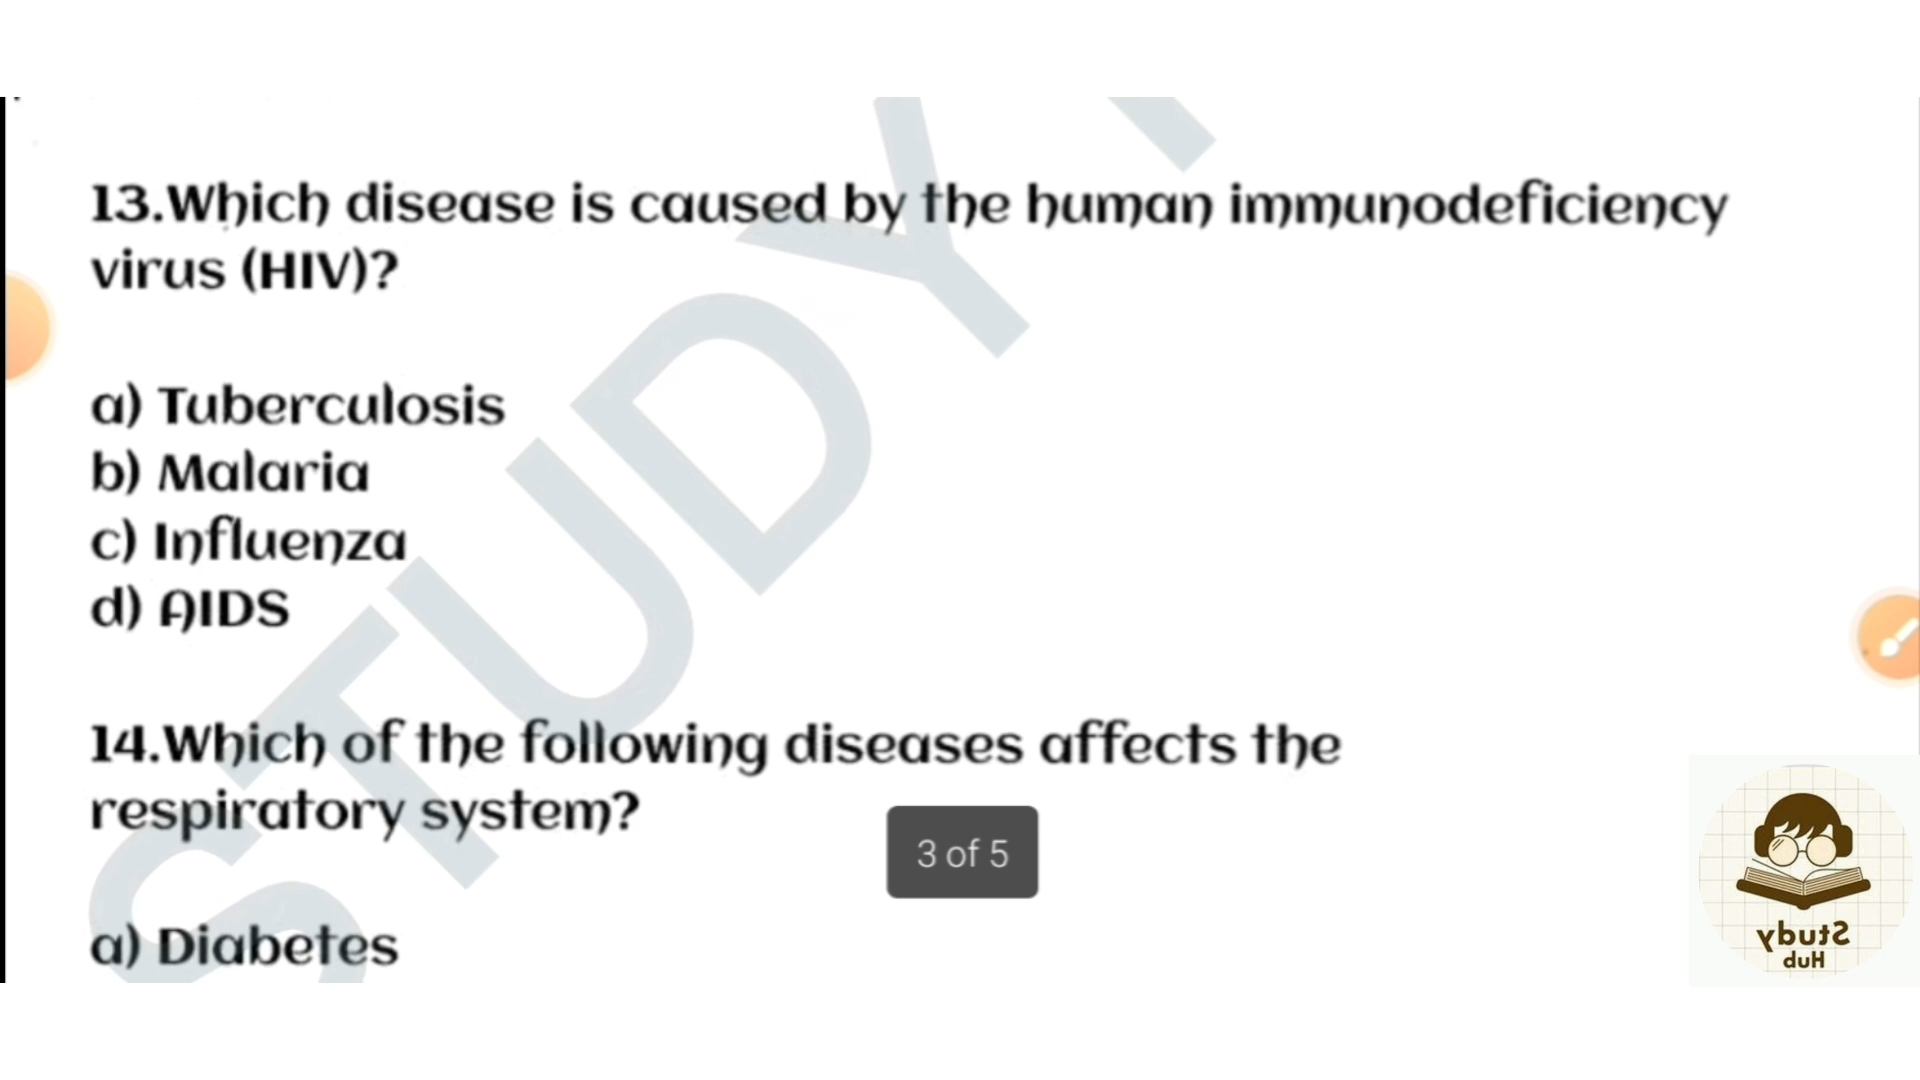 13.Which disease is caused by the human immunodeficiency
virus (HIV)?
a) Tuberculosis
b) Malaria
c) Influenza
d) AIDS
14.Which of the following diseases affects the
respiratory system?
3 of 5
a) Diabetes
STUDY
Study
Hub